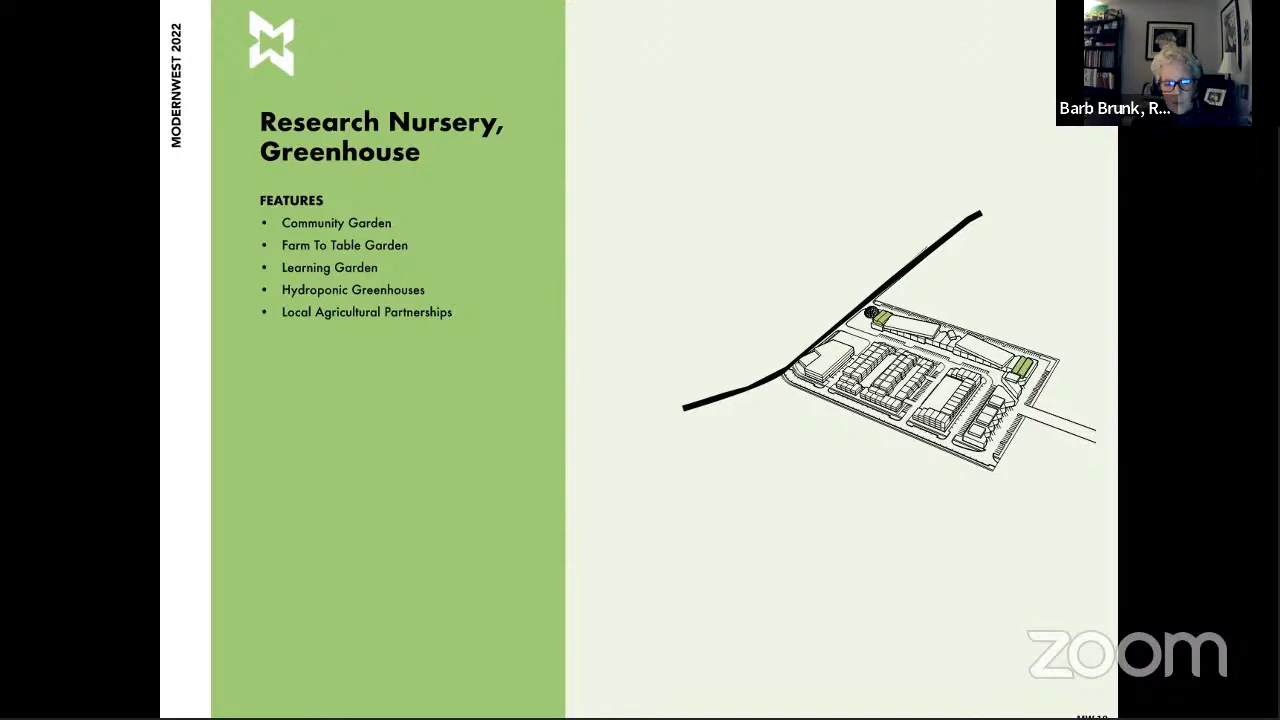 MODERNWEST 2022
Research Nursery,
Greenhouse
FEATURES
• Community Garden
• Farm To Table Garden
• Learning Garden
• Hydroponic Greenhouses
• Local Agricultural Partnerships
Barb Brunk, R...
zoom